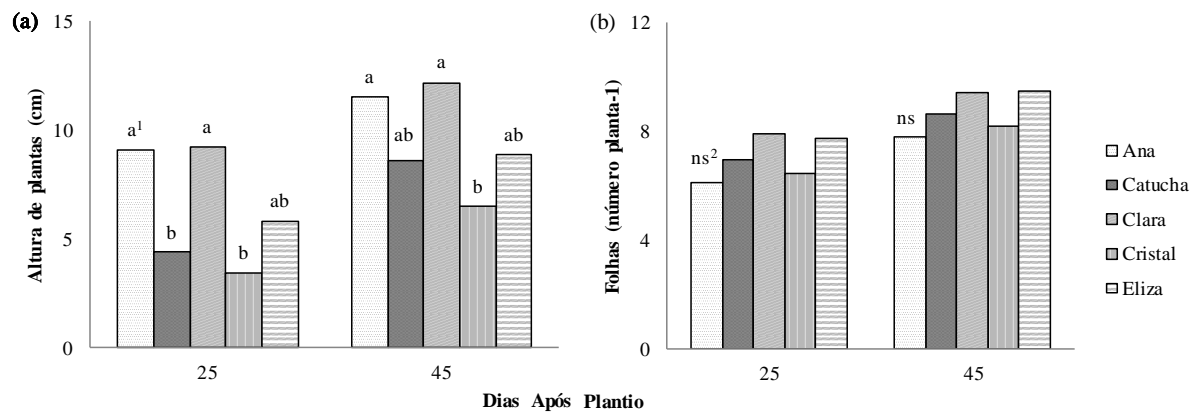 (a)
15
10
5
0
Altura de plantas (cm)
a¹
b
a
b
ab
a
ab
a
b
ab
25
45
(b)
12
8
4
0
Folhas (número planta-1)
ns²
ns
25
45
Dias Após Plantio
Ana
Catucha
Clara
Cristal
Eliza